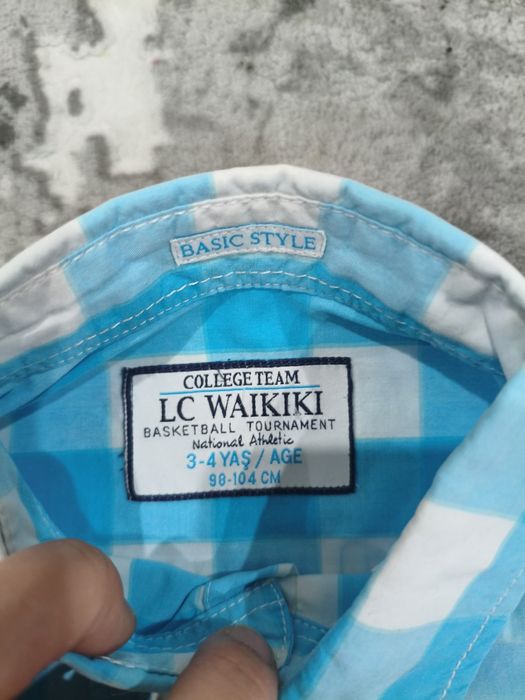 BASIC STYLE
COLLEGE TEAM
LC WAIKIKI
BASKETBALL TOURNAMENT
National Athletic
3-4 YAŞ / AGE
98-104 CM